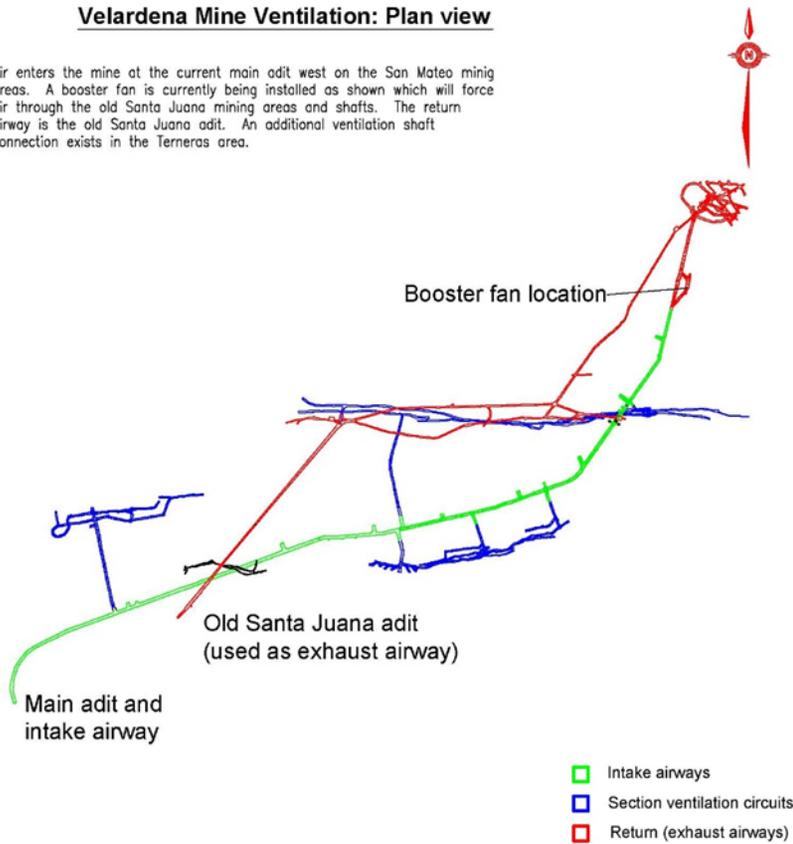 Velardena Mine Ventilation: Plan view
ir enters the mine at the current main adit west on the San Mateo minig
reas. A booster fan is currently being installed as shown which will force
ir through the old Santa Juana mining areas and shafts. The return
irway is the old Santa Juana adit. An additional ventilation shaft
onnection exists in the Terneras area.
N
Booster fan location
Old Santa Juana adit
(used as exhaust airway)
Main adit and
intake airway
Intake airways
Section ventilation circuits
Return (exhaust airways)